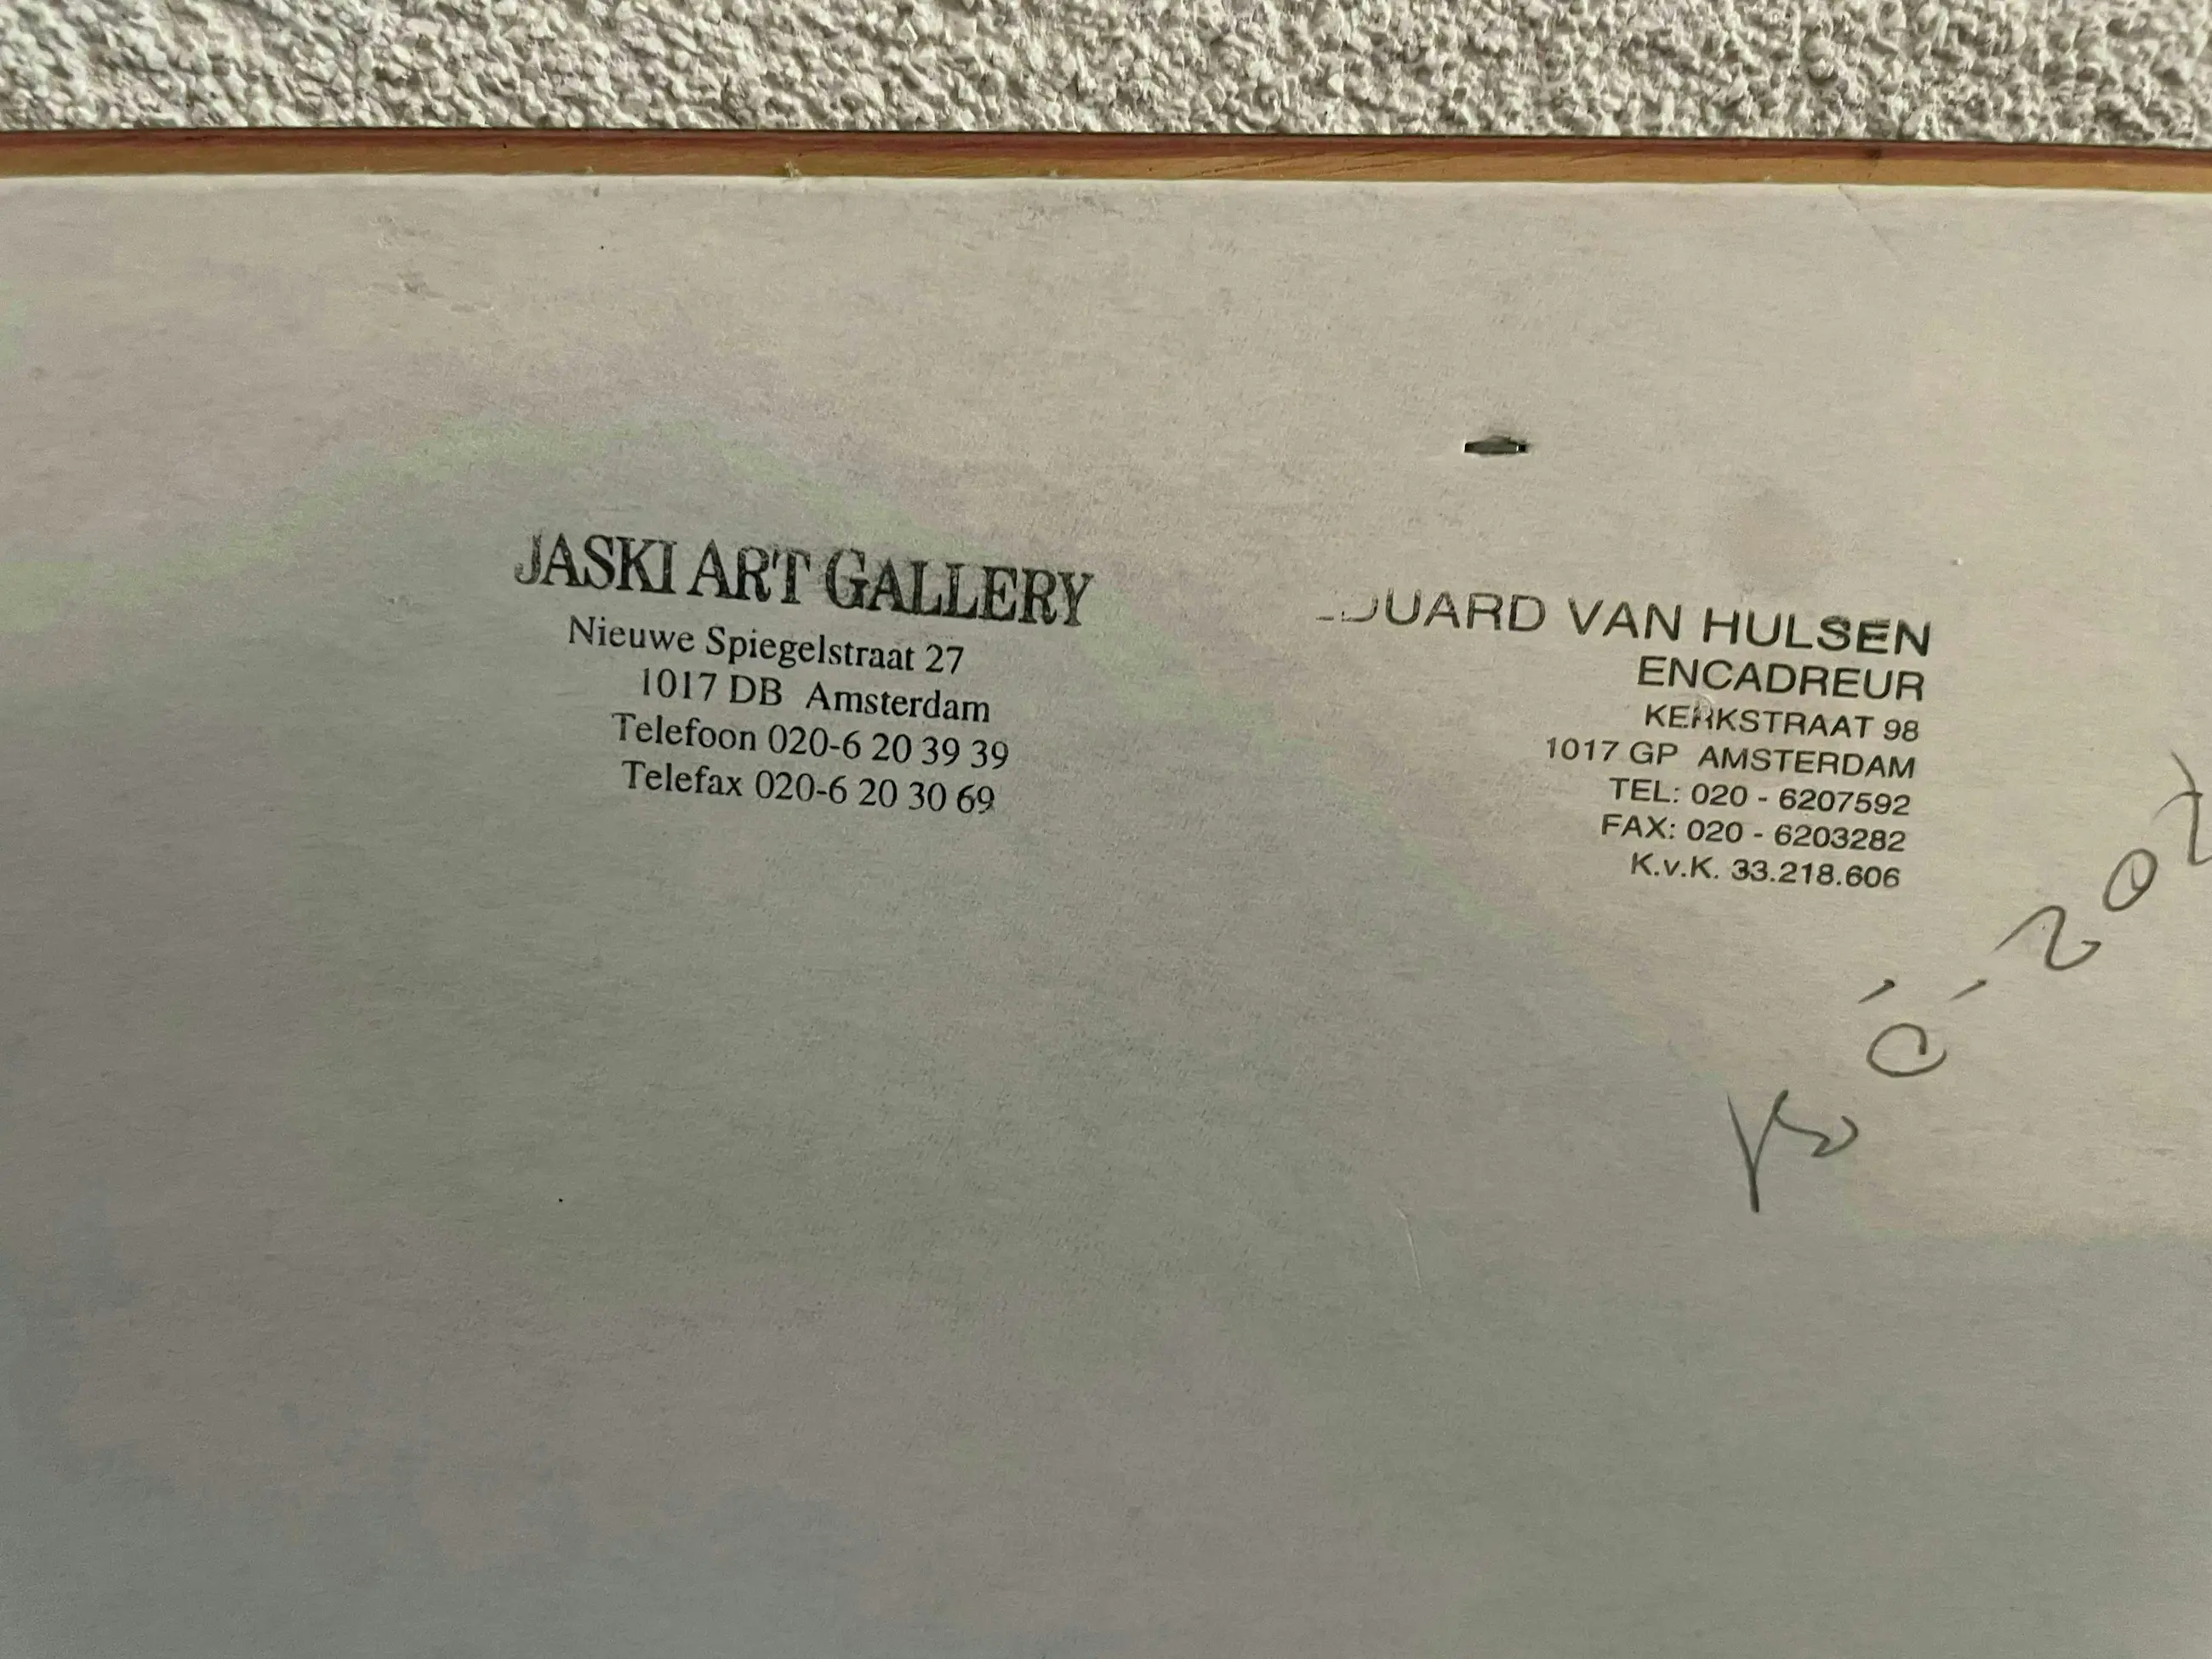 JASKI ART GALLERY
Nieuwe Spiegelstraat 27
1017 DB Amsterdam
Telefoon 020-6 20 39 39
Telefax 020-6 20 30 69
EDUARD VAN HULSEN
ENCADREUR
KERKSTRAAT 98
1017 GP AMSTERDAM
TEL: 020 - 6207592
FAX: 020 - 6203282
K.v.K. 33.218.606